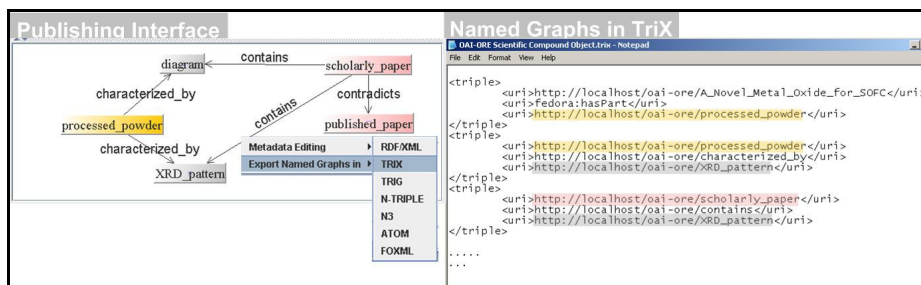 Publishing Interface
diagram
contains
scholarly_paper
characterized_by
contains
contradicts
processed_powder
published_paper
characterized_by
XRD_pattern
Metadata Editing
Export Named Graphs in
RDF/XML
TRIX
TRIG
N-TRIPLE
N3
ATOM
FOXML
Named Graphs in TriX
OAI-ORE Scientific Compound Object.trix - Notepad
File Edit Format View Help
<triple>
<uri>http://localhost/oai-ore/A_Novel_Metal_Oxide_for_SOFC</uri>
<uri>fedora:hasPart</uri>
<uri>http://localhost/oai-ore/processed_powder</uri>
</triple>
<triple>
<uri>http://localhost/oai-ore/processed_powder</uri>
<uri>http://localhost/oai-ore/characterized_by</uri>
<uri>http://localhost/oai-ore/XRD_pattern</uri>
</triple>
<triple>
<uri>http://localhost/oai-ore/scholarly_paper</uri>
<uri>http://localhost/oai-ore/contains</uri>
<uri>http://localhost/oai-ore/XRD_pattern</uri>
</triple>
.....
...